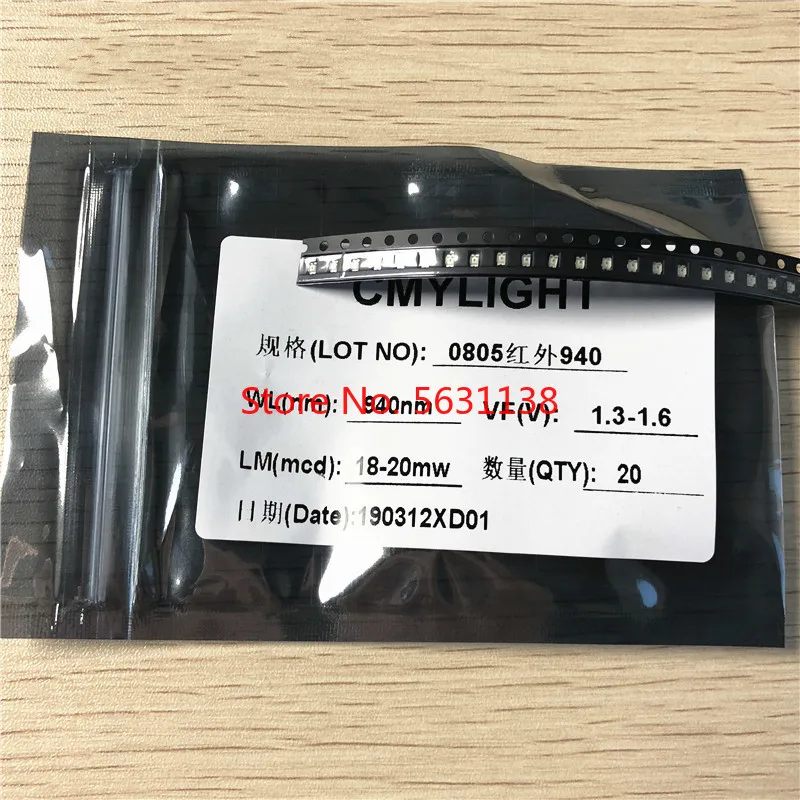 CMYLIGHT
规格(LOT NO): 0805红外940
WL(nm): 940nm VF(V): 1.3-1.6
Store No. 5631138
LM(mcd): 18-20mw 数量(QTY): 20
日期(Date):190312XD01